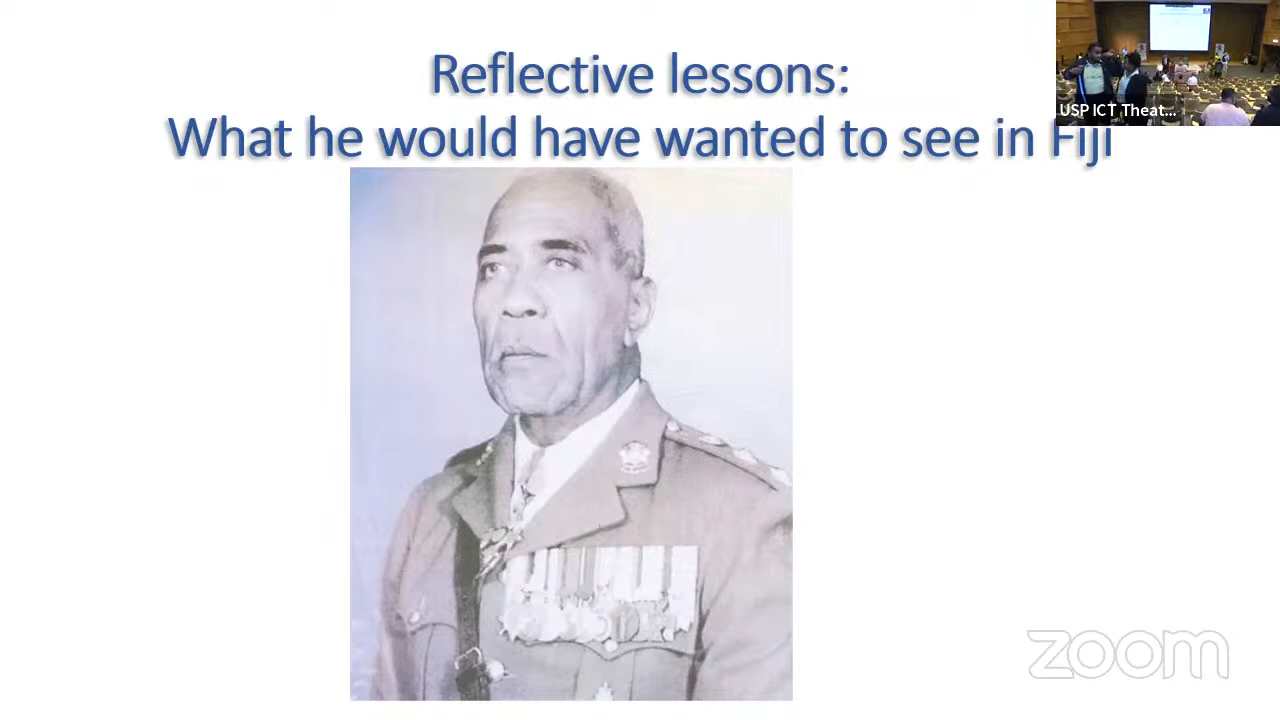 Reflective lessons:
What he would have wanted to see in Fiji
USP ICT Theat...
zoom